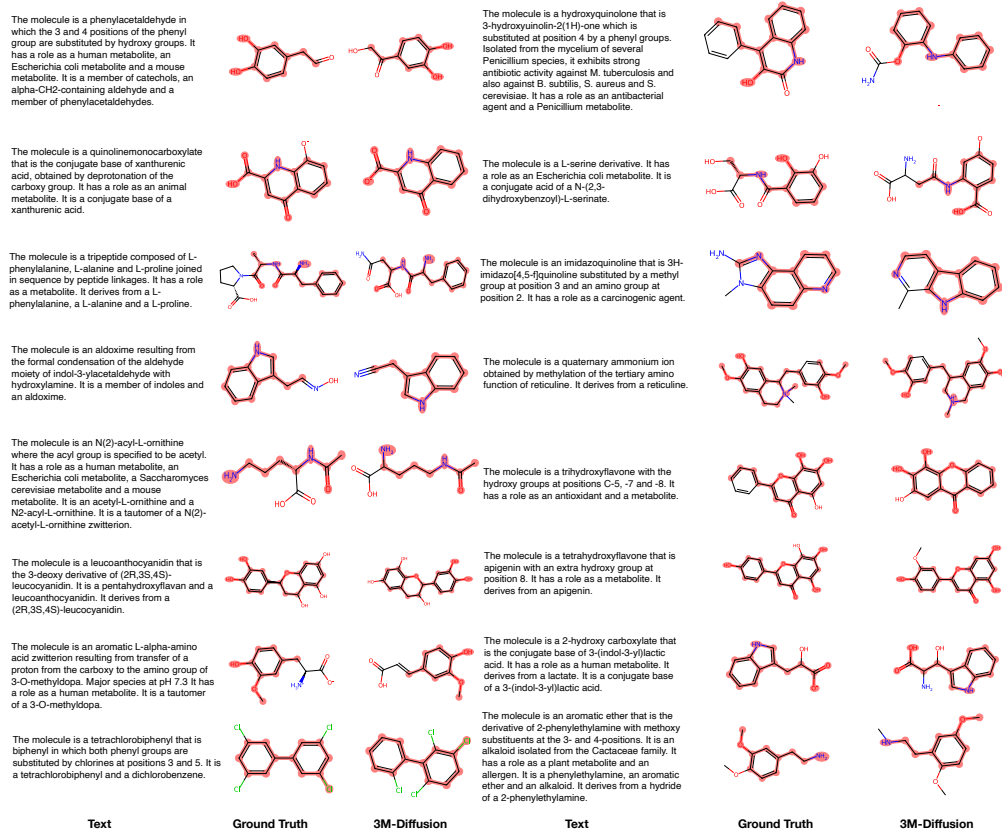 The molecule is a phenylacetaldehyde in
which the 3 and 4 positions of the phenyl
group are substituted by hydroxy groups. It
has a role as a human metabolite, an
Escherichia coli metabolite and a mouse
metabolite. It is a member of catechols, an
alpha-CH2-containing aldehyde and a
member of phenylacetaldehydes.
The molecule is a hydroxyquinolone that is
3-hydroxyuinolin-2(1H)-one which is
substituted at position 4 by a phenyl groups.
Isolated from the mycelium of several
Penicillium species, it exhibits strong
antibiotic activity against M. tuberculosis and
also against B. subtilis, S. aureus and S.
cerevisiae. It has a role as an antibacterial
agent and a Penicillium metabolite.
The molecule is a quinolinemonocarboxylate
that is the conjugate base of xanthurenic
acid, obtained by deprotonation of the
carboxy group. It has a role as an animal
metabolite. It is a conjugate base of a
xanthurenic acid.
The molecule is a L-serine derivative. It has
a role as an Escherichia coli metabolite. It is
a conjugate acid of a N-(2,3-
dihydroxybenzoyl)-L-serinate.
The molecule is a tripeptide composed of L-
phenylalanine, L-alanine and L-proline joined
in sequence by peptide linkages. It has a role
as a metabolite. It derives from a L-
phenylalanine, a L-alanine and a L-proline.
The molecule is an imidazoquinoline that is 3H-
imidazo[4,5-f]quinoline substituted by a methyl
group at position 3 and an amino group at
position 2. It has a role as a carcinogenic agent.
The molecule is an aldoxime resulting from
the formal condensation of the aldehyde
moiety of indol-3-ylacetaldehyde with
hydroxylamine. It is a member of indoles and
an aldoxime.
The molecule is a quaternary ammonium ion
obtained by methylation of the tertiary amino
function of reticuline. It derives from a reticuline.
The molecule is an N(2)-acyl-L-ornithine
where the acyl group is specified to be acetyl.
It has a role as a human metabolite, an
Escherichia coli metabolite, a Saccharomyces
cerevisiae metabolite and a mouse
metabolite. It is an acetyl-L-ornithine and a
N2-acyl-L-ornithine. It is a tautomer of a N(2)-
acetyl-L-ornithine zwitterion.
The molecule is a trihydroxyflavone with the
hydroxy groups at positions C-5, -7 and -8. It
has a role as an antioxidant and a metabolite.
The molecule is a leucoanthocyanidin that is
the 3-deoxy derivative of (2R,3S,4S)-
leucocyanidin. It is a pentahydroxyflavan and a
leucoanthocyanidin. It derives from a
(2R,3S,4S)-leucocyanidin.
The molecule is a tetrahydroxyflavone that is
apigenin with an extra hydroxy group at
position 8. It has a role as a metabolite. It
derives from an apigenin.
The molecule is an aromatic L-alpha-amino
acid zwitterion resulting from transfer of a
proton from the carboxy to the amino group of
3-O-methyldopa. Major species at pH 7.3 It has
a role as a human metabolite. It is a tautomer
of a 3-O-methyldopa.
The molecule is a 2-hydroxy carboxylate that
is the conjugate base of 3-(indol-3-yl)lactic
acid. It has a role as a human metabolite. It
derives from a lactate. It is a conjugate base
of a 3-(indol-3-yl)lactic acid.
The molecule is a tetrachlorobiphenyl that is
biphenyl in which both phenyl groups are
substituted by chlorines at positions 3 and 5. It is
a tetrachlorobiphenyl and a dichlorobenzene.
The molecule is an aromatic ether that is the
derivative of 2-phenylethylamine with methoxy
substituents at the 3- and 4-positions. It is an
alkaloid isolated from the Cactaceae family. It
has a role as a plant metabolite and an
allergen. It is a phenylethylamine, an aromatic
ether and an alkaloid. It derives from a hydride
of a 2-phenylethylamine.
Text Ground Truth 3M-Diffusion Text Ground Truth 3M-Diffusion